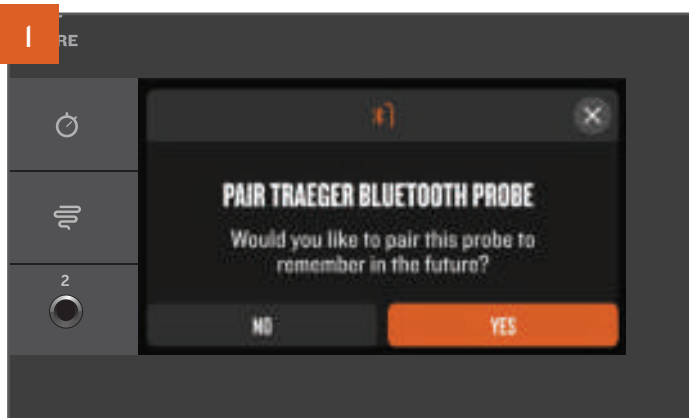 1
RE
PAIR TRAEGER BLUETOOTH PROBE
Would you like to pair this probe to
remember in the future?
2
NO
YES